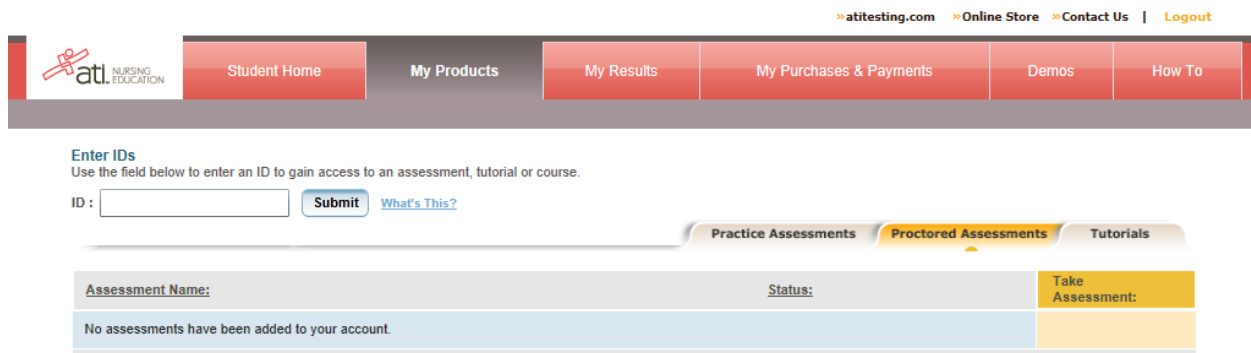 »atitesting.com »Online Store »Contact Us | Logout
ati NURSING EDUCATION
Student Home My Products My Results My Purchases & Payments Demos How To
Enter IDs
Use the field below to enter an ID to gain access to an assessment, tutorial or course.
ID : Submit What's This?
Practice Assessments Proctored Assessments Tutorials
Assessment Name: Status: Take
Assessment:
No assessments have been added to your account.